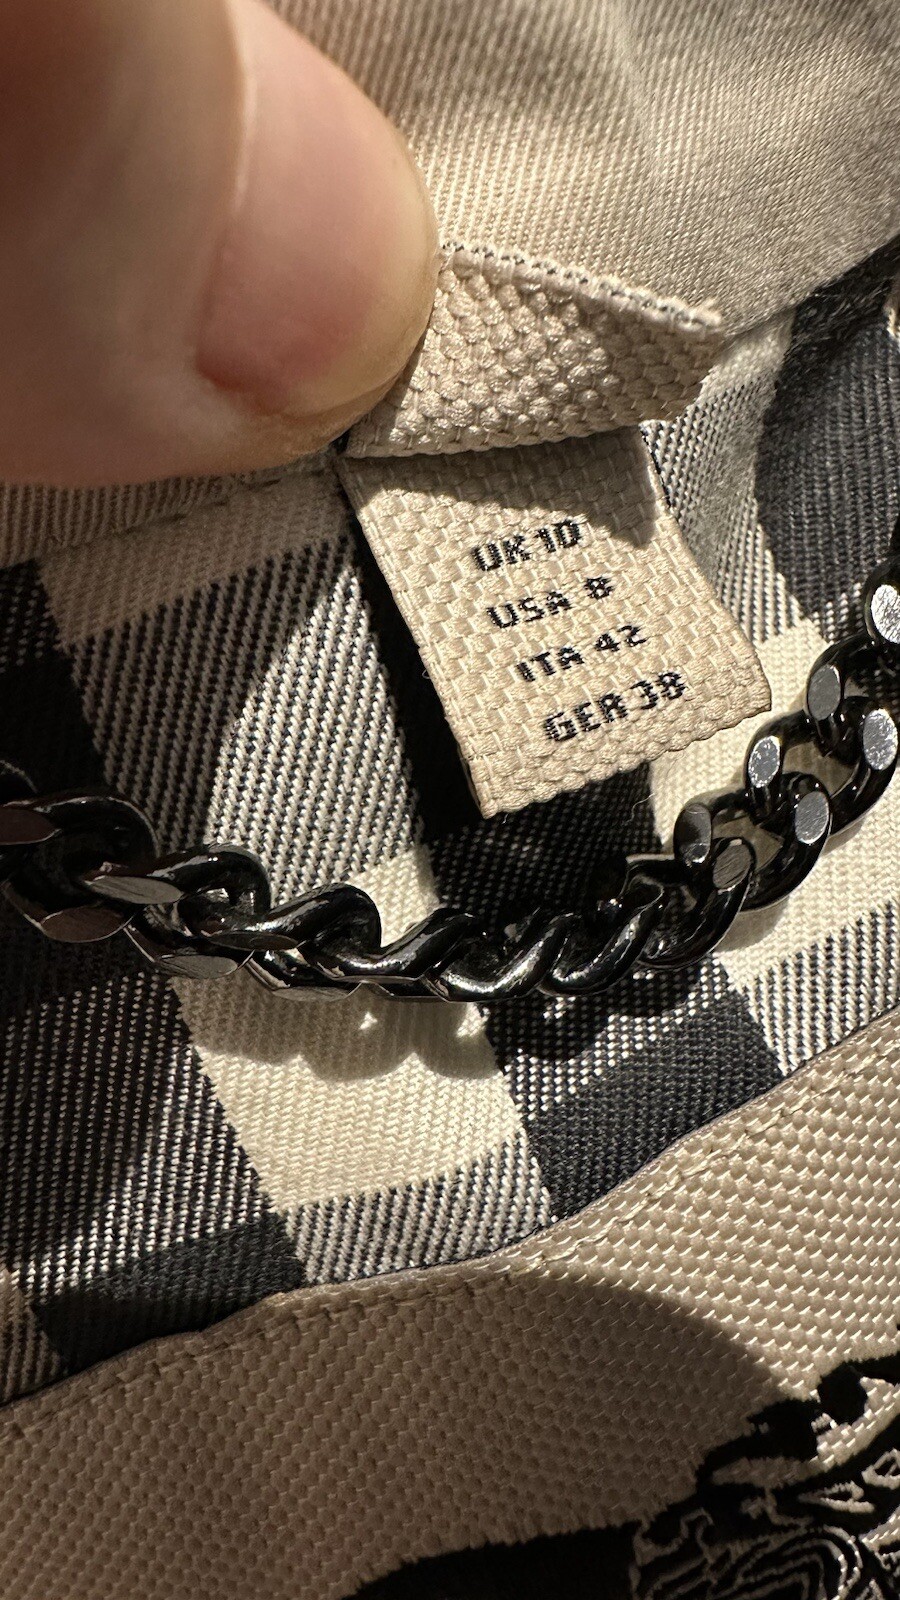 UK 10
USA 8
ITA 42
GER 38